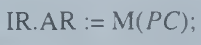 IR.AR := M(PC);